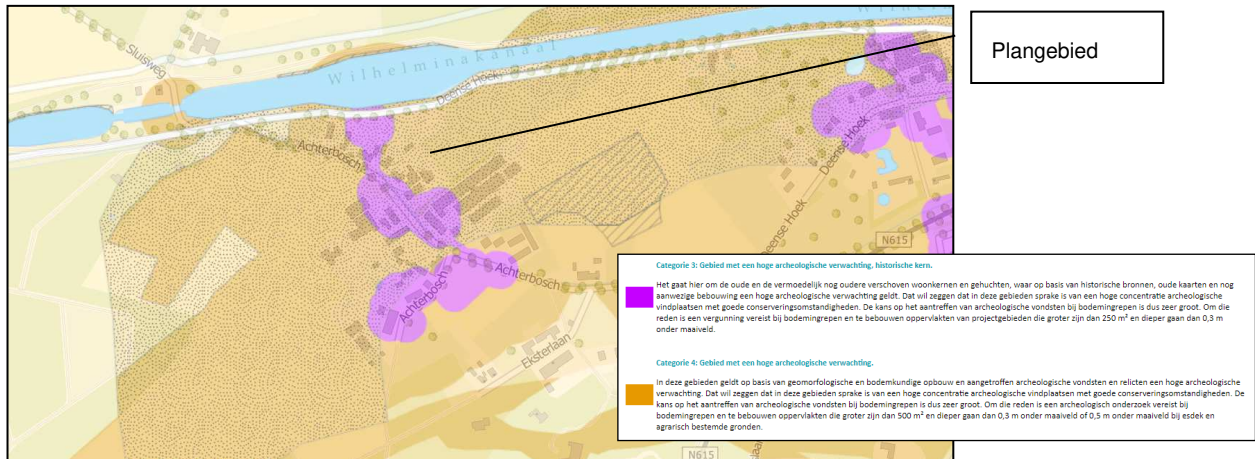 Plangebied
Wilhel
Sluisweg
Wilhelminakanaal
Deense Hoek
Achterbosch
Deense Hoek
Deense Hoek
N615
Achterbosch
Achterbosch
Eksterlaan
N615
Categorie 3: Gebied met een hoge archeologische verwachting, historische kern.
Het gaat hier om de oude en de vermoedelijk nog oudere verschoven woonkernen en gehuchten, waar op basis van historische bronnen, oude kaarten en nog
aanwezige bebouwing een hoge archeologische verwachting geldt. Dat wil zeggen dat in deze gebieden sprake is van een hoge concentratie archeologische
vindplaatsen met goede conserveringsomstandigheden. De kans op het aantreffen van archeologische vondsten bij bodemingrepen is dus zeer groot. Om die
reden is een vergunning vereist bij bodemingrepen en te bebouwen oppervlakten van projectgebieden die groter zijn dan 250 m² en dieper gaan dan 0,3 m
onder maaiveld.
Categorie 4: Gebied met een hoge archeologische verwachting.
In deze gebieden geldt op basis van geomorfologische en bodemkundige opbouw en aangetroffen archeologische vondsten en relicten een hoge archeologische
verwachting. Dat wil zeggen dat in deze gebieden sprake is van een hoge concentratie archeologische vindplaatsen met goede conserveringsomstandigheden. De
kans op het aantreffen van archeologische vondsten bij bodemingrepen is dus zeer groot. Om die reden is een archeologisch onderzoek vereist bij
bodemingrepen en te bebouwen oppervlakten die groter zijn dan 500 m² en dieper gaan dan 0,3 m onder maaiveld of 0,5 m onder maaiveld bij esdek en
agrarisch bestemde gronden.